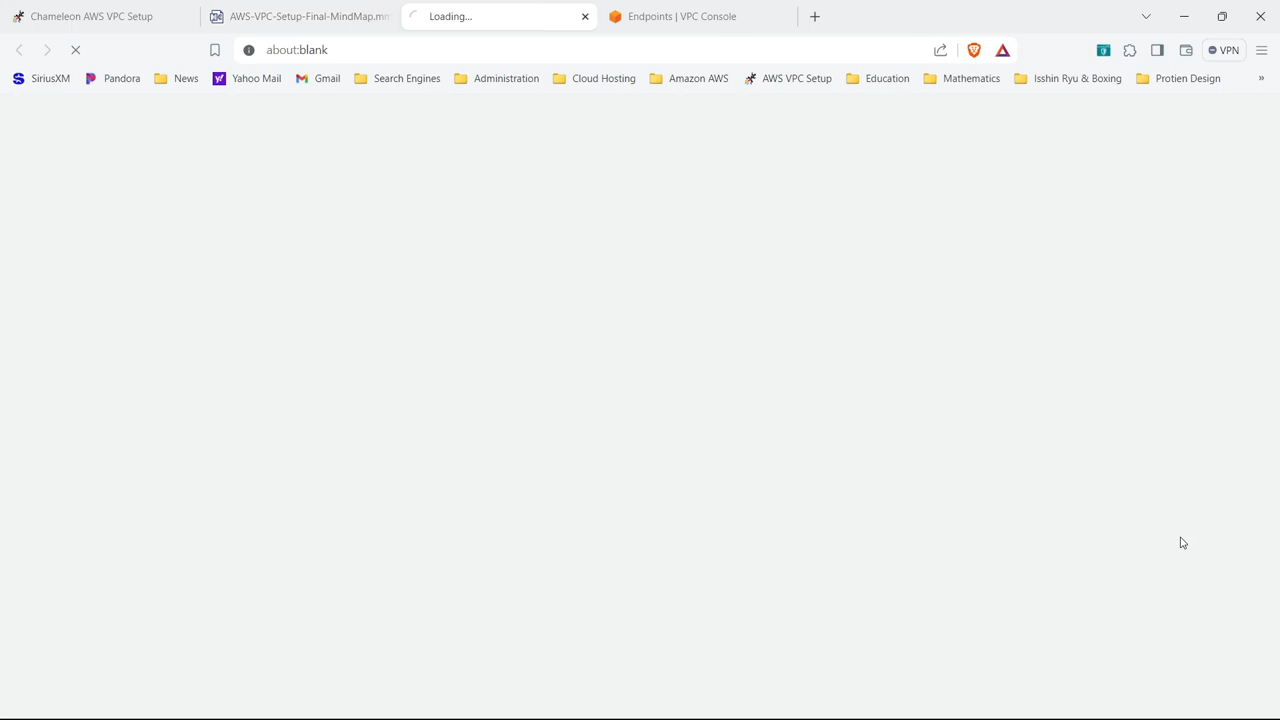 Chameleon AWS VPC Setup
AWS-VPC-Setup-Final-MindMap.mm
Loading...
Endpoints | VPC Console
about:blank
VPN
SiriusXM
Pandora
News
Yahoo Mail
Gmail
Search Engines
Administration
Cloud Hosting
Amazon AWS
AWS VPC Setup
Education
Mathematics
Isshin Ryu & Boxing
Protien Design